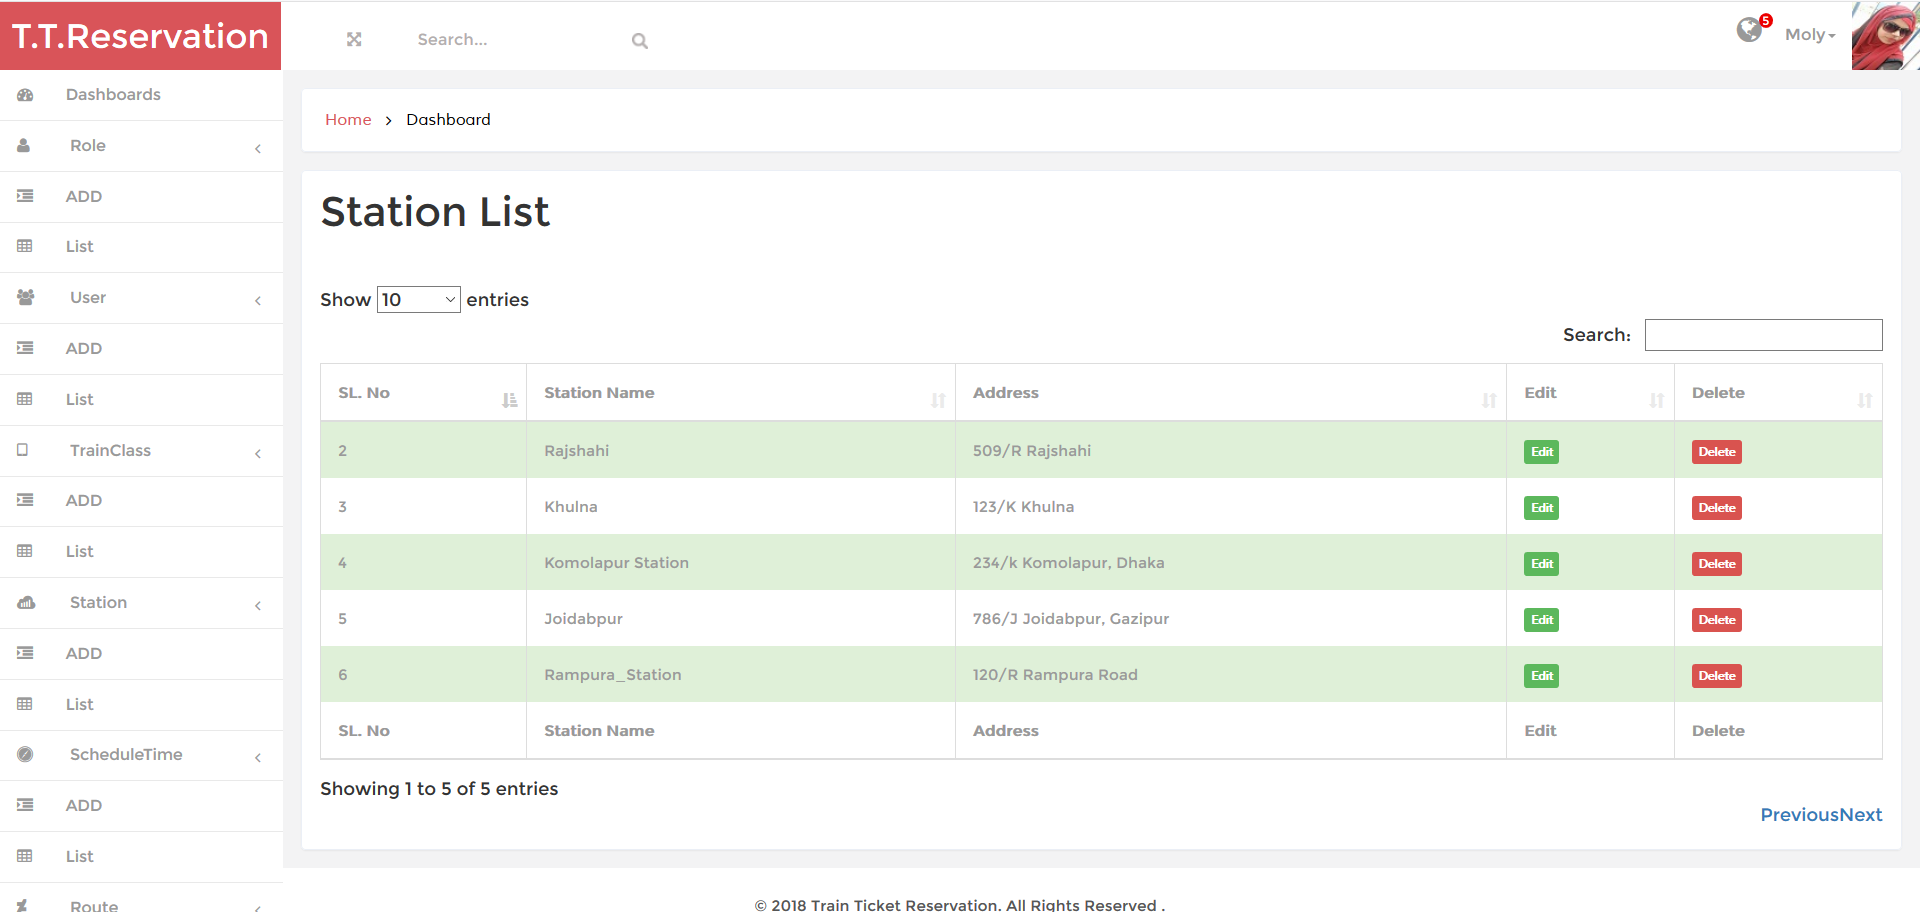 T.T.Reservation
Search...
5
Moly
Dashboards
Role
ADD
List
User
ADD
List
TrainClass
ADD
List
Station
ADD
List
ScheduleTime
ADD
List
Route
Home > Dashboard
Station List
Show 10 entries
Search:
SL. No Station Name Address Edit Delete
2 Rajshahi 509/R Rajshahi Edit Delete
3 Khulna 123/K Khulna Edit Delete
4 Komolapur Station 234/k Komolapur, Dhaka Edit Delete
5 Joidabpur 786/J Joidabpur, Gazipur Edit Delete
6 Rampura_Station 120/R Rampura Road Edit Delete
SL. No Station Name Address Edit Delete
Showing 1 to 5 of 5 entries
PreviousNext
© 2018 Train Ticket Reservation. All Rights Reserved .